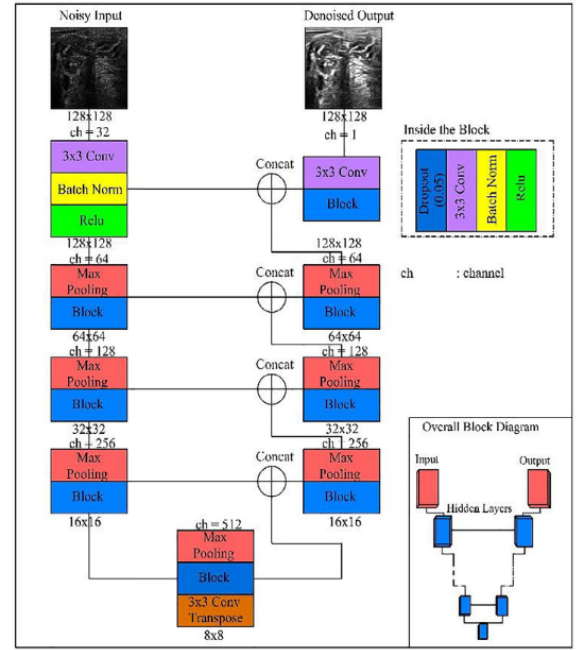 Noisy Input
128x128
ch = 32
3x3 Conv
Batch Norm
Relu
128x128
ch = 64
Max
Pooling
Block
64x64
ch = 128
Max
Pooling
Block
32x32
ch = 256
Max
Pooling
Block
16x16
ch = 512
Max
Pooling
Block
3x3 Conv
Transpose
8x8
Concat
Concat
Concat
Concat
Denoised Output
128x128
ch = 1
3x3 Conv
Block
128x128
ch = 64
Max
Pooling
Block
64x64
ch = 128
Max
Pooling
Block
32x32
ch = 256
Max
Pooling
Block
16x16
Inside the Block
Dropout
(0.05)
3x3 Conv
Batch Norm
Relu
ch : channel
Overall Block Diagram
Input
Output
Hidden Layers